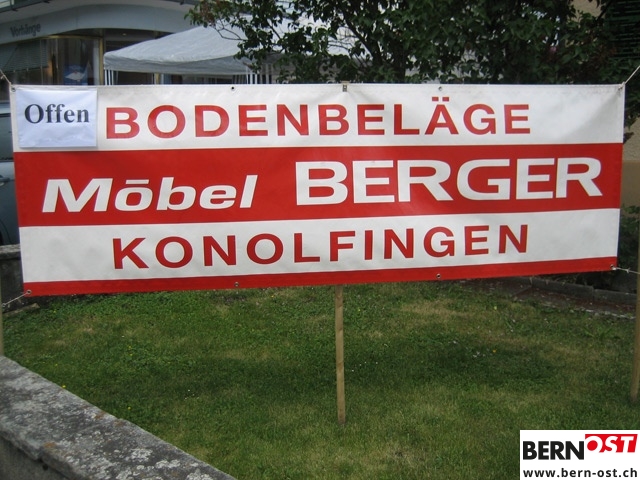 Offen
BODENBELÄGE
Möbel BERGER
KONOLFINGEN
BERNOST
www.bern-ost.ch